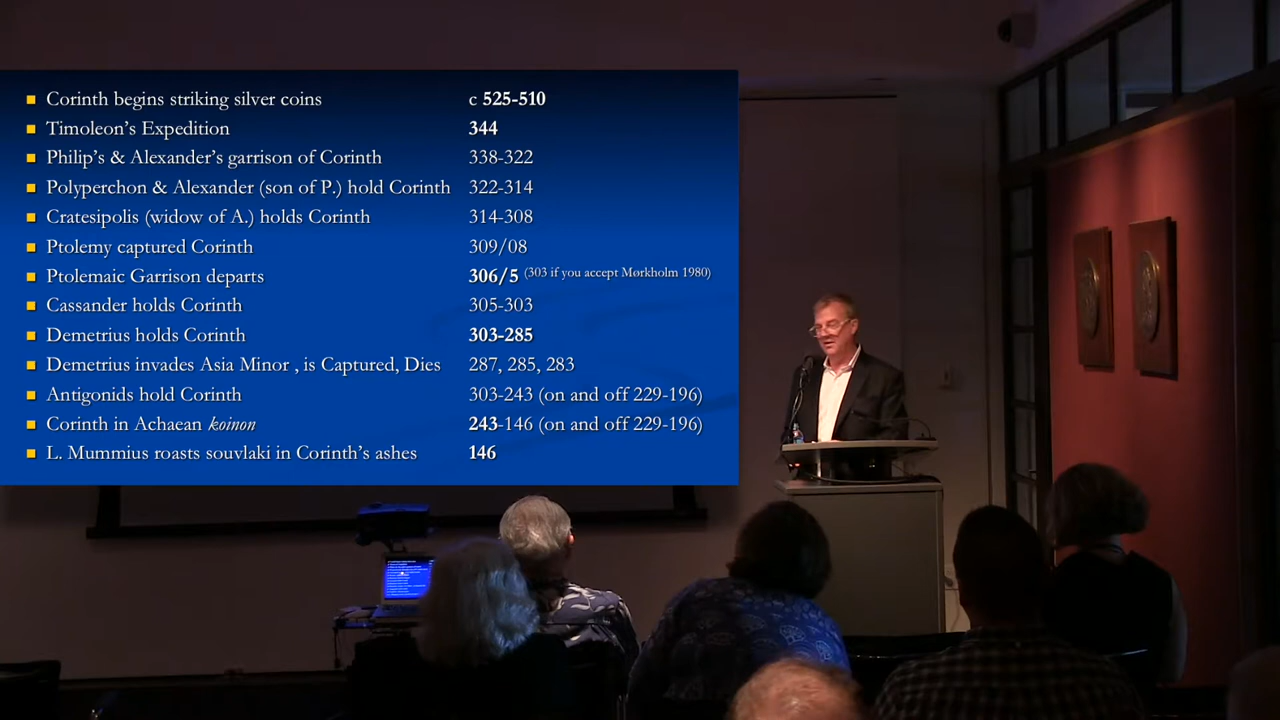 Corinth begins striking silver coins c 525-510
Timoleon's Expedition 344
Philip's & Alexander's garrison of Corinth 338-322
Polyperchon & Alexander (son of P.) hold Corinth 322-314
Cratesipolis (widow of A.) holds Corinth 314-308
Ptolemy captured Corinth 309/08
Ptolemaic Garrison departs 306/5 (303 if you accept Mørkholm 1980)
Cassander holds Corinth 305-303
Demetrius holds Corinth 303-285
Demetrius invades Asia Minor , is Captured, Dies 287, 285, 283
Antigonids hold Corinth 303-243 (on and off 229-196)
Corinth in Achaean koinon 243-146 (on and off 229-196)
L. Mummius roasts souvlaki in Corinth's ashes 146